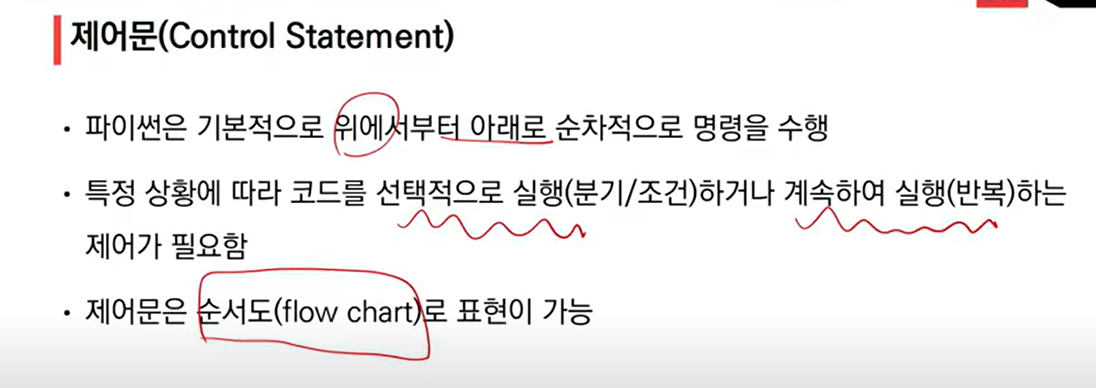 제어문(Control Statement)
• 파이썬은 기본적으로 위에서부터 아래로 순차적으로 명령을 수행
• 특정 상황에 따라 코드를 선택적으로 실행(분기/조건)하거나 계속하여 실행(반복)하는
제어가 필요함
• 제어문은 순서도(flow chart)로 표현이 가능